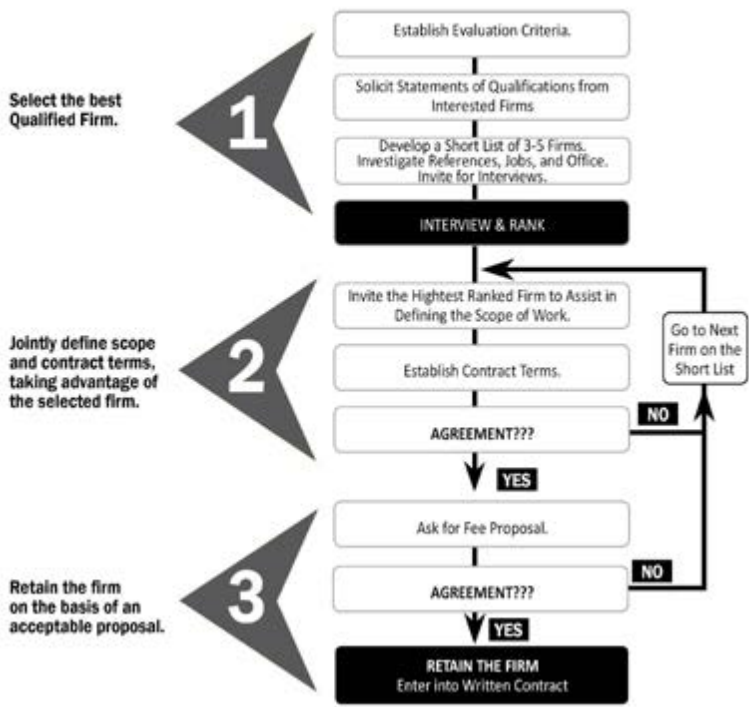 Establish Evaluation Criteria.
Select the best
Qualified Firm.
1
Solicit Statements of Qualifications from
Interested Firms
Develop a Short List of 3-5 Firms.
Investigate References, Jobs, and Office.
Invite for Interviews.
INTERVIEW & RANK
Jointly define scope
and contract terms,
taking advantage of
the selected firm.
2
Invite the Highest Ranked Firm to Assist in
Defining the Scope of Work.
Establish Contract Terms.
AGREEMENT???
NO
Go to Next
Firm on the
Short List
YES
Retain the firm
on the basis of an
acceptable proposal.
3
Ask for Fee Proposal.
AGREEMENT???
NO
YES
RETAIN THE FIRM
Enter into Written Contract